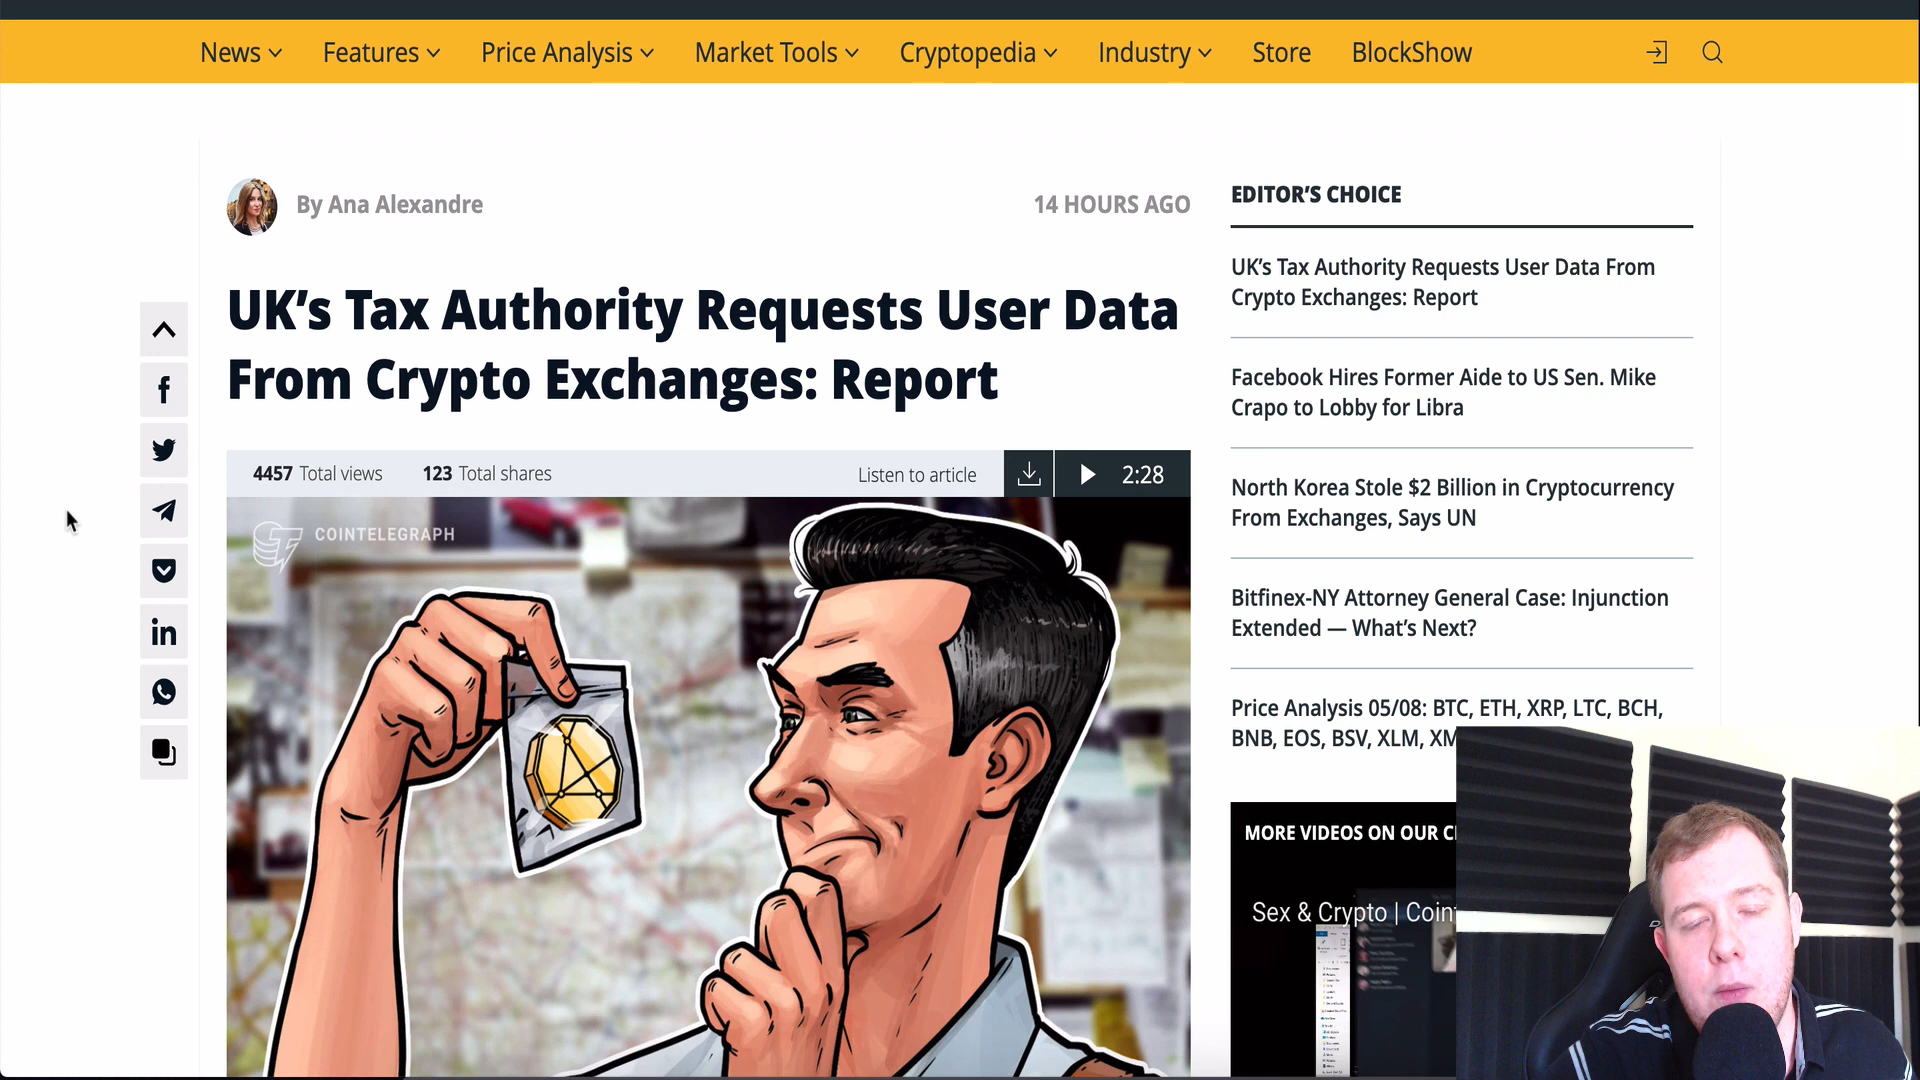 News
Features
Price Analysis
Market Tools
Cryptopedia
Industry
Store
BlockShow
By Ana Alexandre
14 HOURS AGO
UK’s Tax Authority Requests User Data
From Crypto Exchanges: Report
4457 Total views
123 Total shares
Listen to article
2:28
COINTELEGRAPH
EDITOR’S CHOICE
UK’s Tax Authority Requests User Data From
Crypto Exchanges: Report
Facebook Hires Former Aide to US Sen. Mike
Crapo to Lobby for Libra
North Korea Stole $2 Billion in Cryptocurrency
From Exchanges, Says UN
Bitfinex-NY Attorney General Case: Injunction
Extended — What’s Next?
Price Analysis 05/08: BTC, ETH, XRP, LTC, BCH,
BNB, EOS, BSV, XLM, XM
MORE VIDEOS ON OUR C
Sex & Crypto | Coin